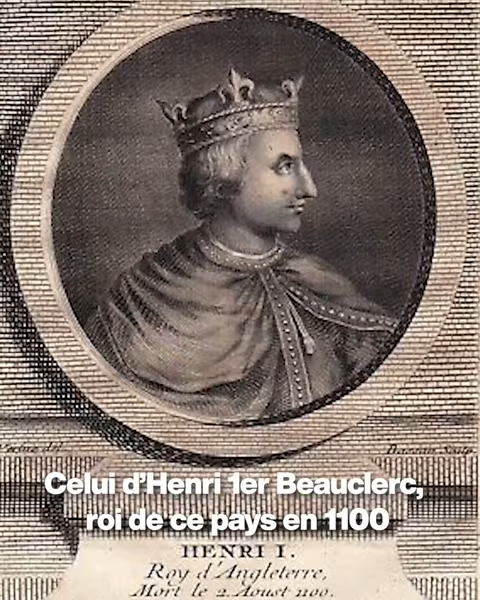 Celui d'Henri 1er Beauclerc,
roi de ce pays en 1100
HENRI I.
Roy d'Angleterre,
Mort le 2. Aoust 1100.